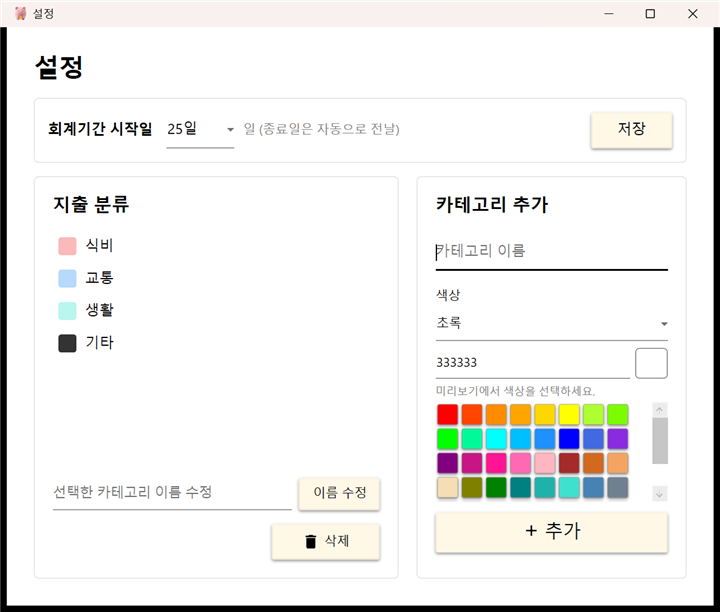 설정
설정
회계기간 시작일 25일 일 (종료일은 자동으로 전날) 저장
지출 분류
식비
교통
생활
기타
선택한 카테고리 이름 수정 이름 수정
삭제
카테고리 추가
카테고리 이름
색상
초록
333333
미리보기에서 색상을 선택하세요.
+ 추가